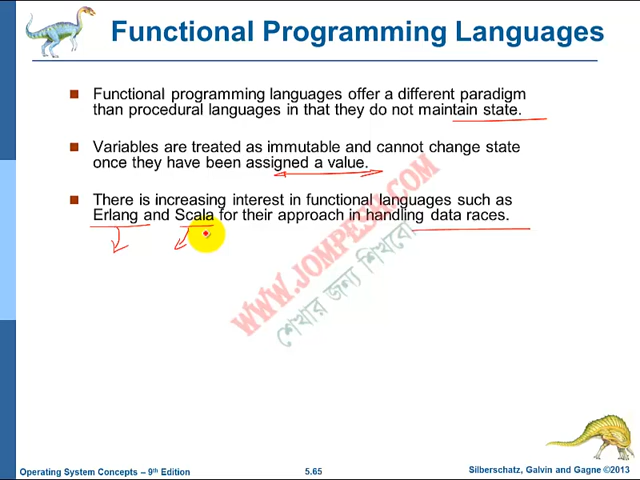 Functional Programming Languages
Functional programming languages offer a different paradigm
than procedural languages in that they do not maintain state.
Variables are treated as immutable and cannot change state
once they have been assigned a value.
There is increasing interest in functional languages such as
Erlang and Scala for their approach in handling data races.
WWW.JOMPESH.COM
শেখার জন্য শিখবো
Operating System Concepts – 9th Edition
5.65
Silberschatz, Galvin and Gagne ©2013